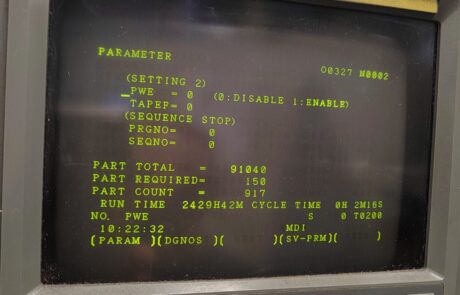 PARAMETER
O0327 N0002
(SETTING 2)
_PWE = 0 (0:DISABLE 1:ENABLE)
TAPEF= 0
(SEQUENCE STOP)
PRGNO= 0
SEQNO= 0
PART TOTAL = 91040
PART REQUIRED= 150
PART COUNT = 917
RUN TIME 2429H42M CYCLE TIME 0H 2M16S
NO. PWE S 0 T0200
10:22:32 MDI
(PARAM )(DGNOS )( )(SV-PRM)( )